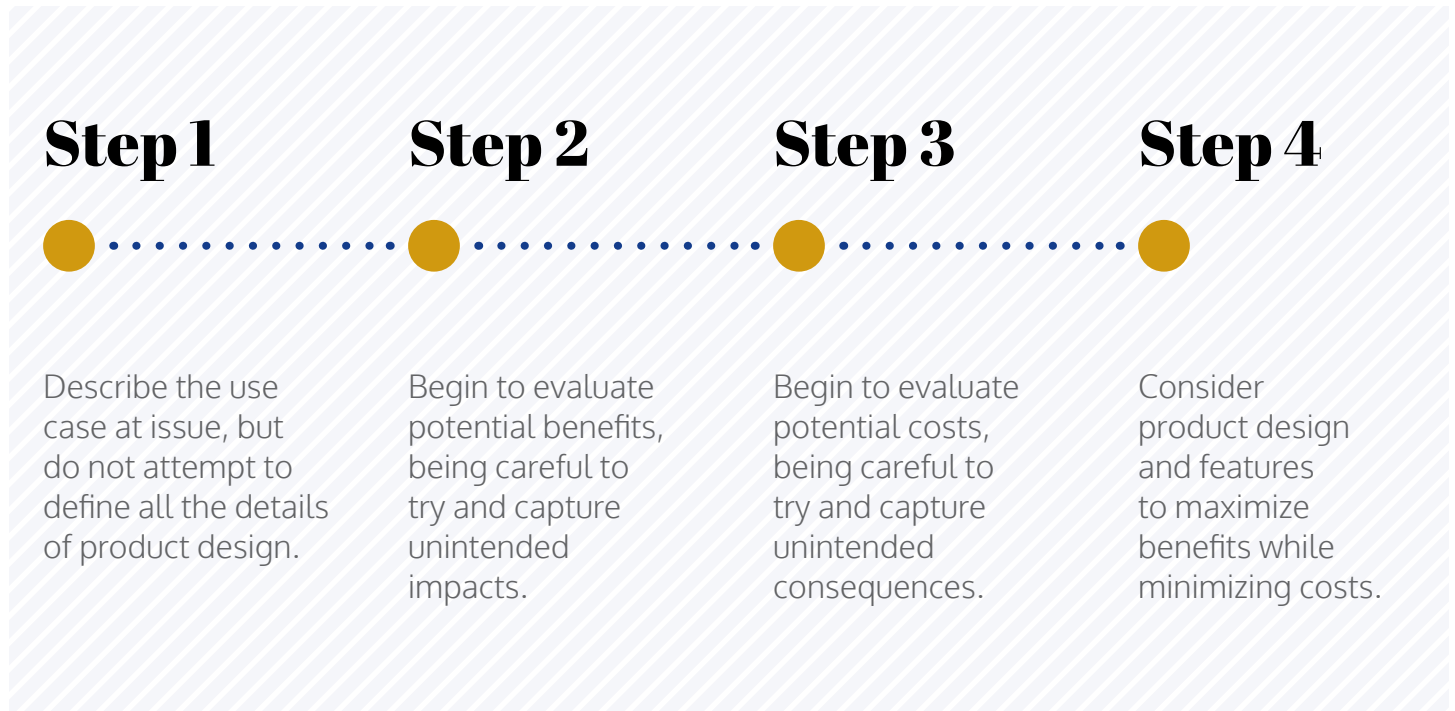 Step 1
Describe the use
case at issue, but
do not attempt to
define all the details
of product design.
Step 2
Begin to evaluate
potential benefits,
being careful to
try and capture
unintended
impacts.
Step 3
Begin to evaluate
potential costs,
being careful to
try and capture
unintended
consequences.
Step 4
Consider
product design
and features
to maximize
benefits while
minimizing costs.